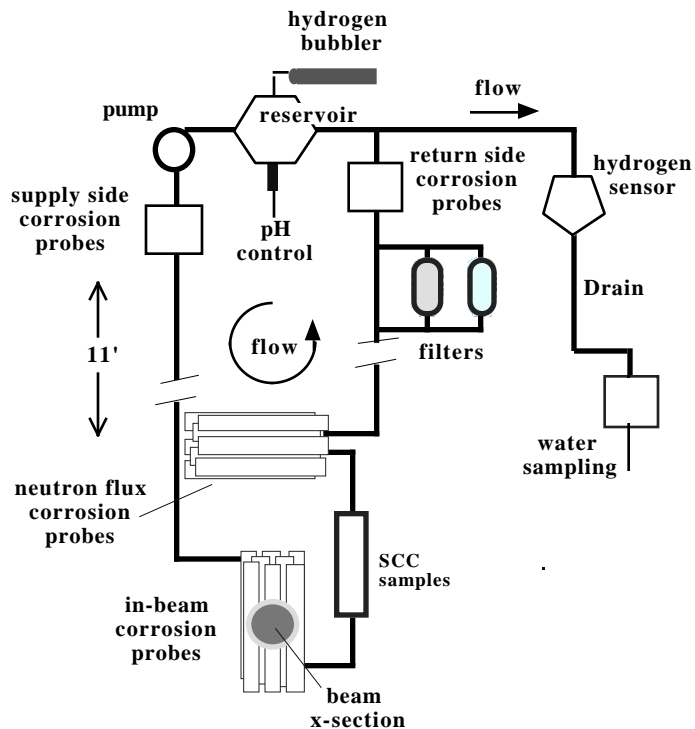 hydrogen
bubbler
flow
pump
reservoir
return side
corrosion
probes
hydrogen
sensor
supply side
corrosion
probes
pH
control
Drain
11'
flow
filters
water
sampling
neutron flux
corrosion
probes
SCC
samples
in-beam
corrosion
probes
beam
x-section